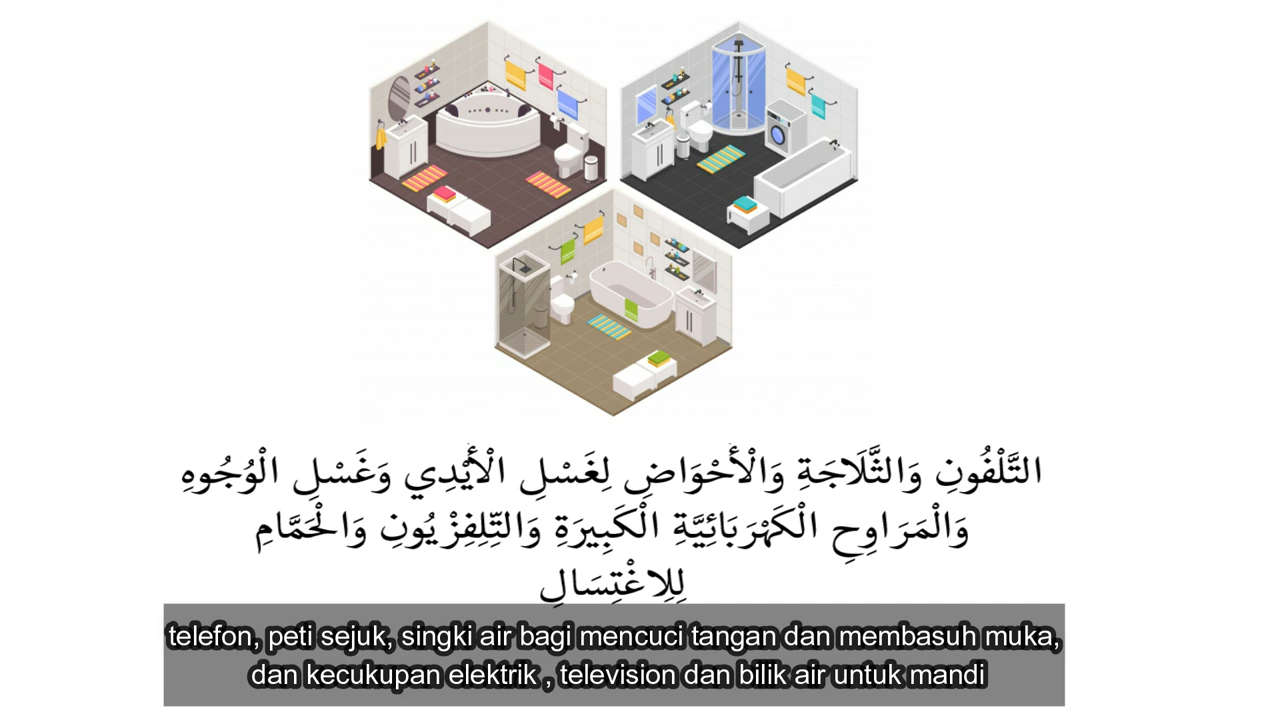 التَّلْفُونِ وَالثَّلَاجَةِ وَالْأَحْوَاضِ لِغَسْلِ الْأَيْدِي وَغَسْلِ الْوُجُوهِ
وَالْمَرَاوِحِ الْكَهْرَبَائِيَّةِ الْكَبِيرَةِ وَالتِّلِفِزْيُونِ وَالْحَمَّامِ
لِلِاغْتِسَالِ
telefon, peti sejuk, singki air bagi mencuci tangan dan membasuh muka,
dan kecukupan elektrik , television dan bilik air untuk mandi